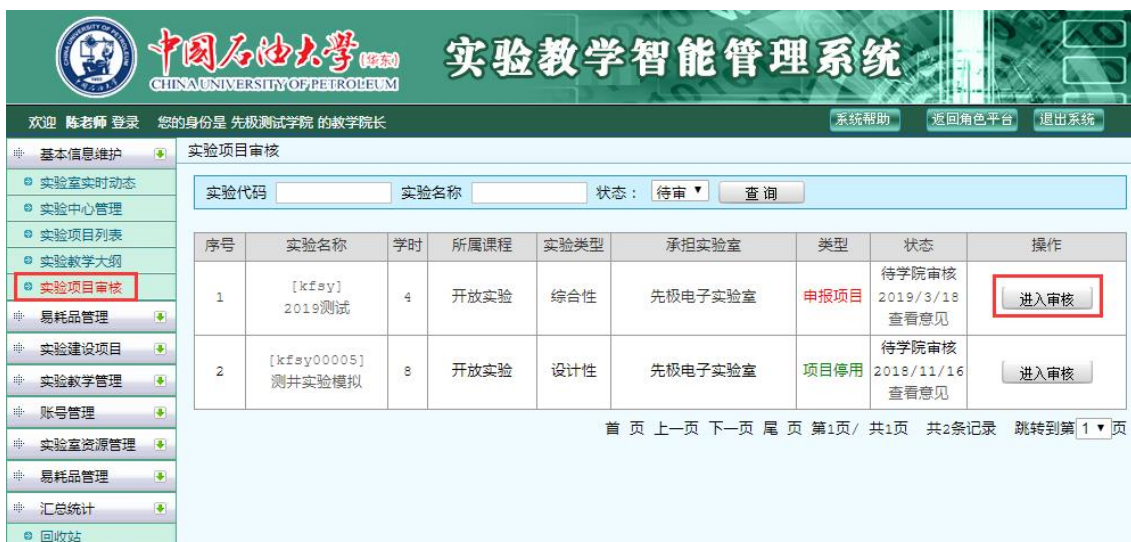 中国石油大学(华东)
CHINA UNIVERSITY OF PETROLEUM
实验教学智能管理系统
欢迎 陈老师 登录 您的身份是 先极测试学院 的教学院长 系统帮助 返回角色平台 退出系统
基本信息维护
实验室实时动态
实验中心管理
实验项目列表
实验教学大纲
实验项目审核
易耗品管理
实验建设项目
实验教学管理
账号管理
实验室资源管理
易耗品管理
汇总统计
回收站
实验项目审核
实验代码 实验名称 状态： 待审 查 询
序号 实验名称 学时 所属课程 实验类型 承担实验室 类型 状态 操作
1 [kfsy] 2019测试 4 开放实验 综合性 先极电子实验室 申报项目 待学院审核 2019/3/18 查看意见 进入审核
2 [kfsy00005] 测井实验模拟 8 开放实验 设计性 先极电子实验室 项目停用 待学院审核 2018/11/16 查看意见 进入审核
首 页 上一页 下一页 尾 页 第1页/ 共1页 共2条记录 跳转到第 1 页